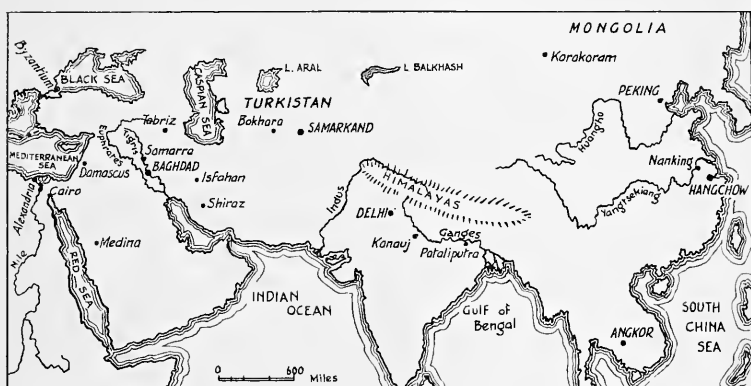 MONGOLIA
Karakoram
Byzantium
BLACK SEA
CASPIAN SEA
L. ARAL
L BALKHASH
PEKING
TURKISTAN
Tabriz
Bokhara
SAMARKAND
Huangho
MEDITERRANEAN
SEA
Euphrates
Tigris
Samarra
BAGHDAD
Damascus
Isfahan
Nanking
HANGCHOW
Alexandria
Cairo
Shiraz
Indus
HIMALAYAS
Yangtsekiang
DELHI
Kanauj
Ganges
Pataliputra
Nile
Medina
RED SEA
INDIAN
OCEAN
Gulf of
Bengal
SOUTH
CHINA
SEA
ANGKOR
0 600
Miles